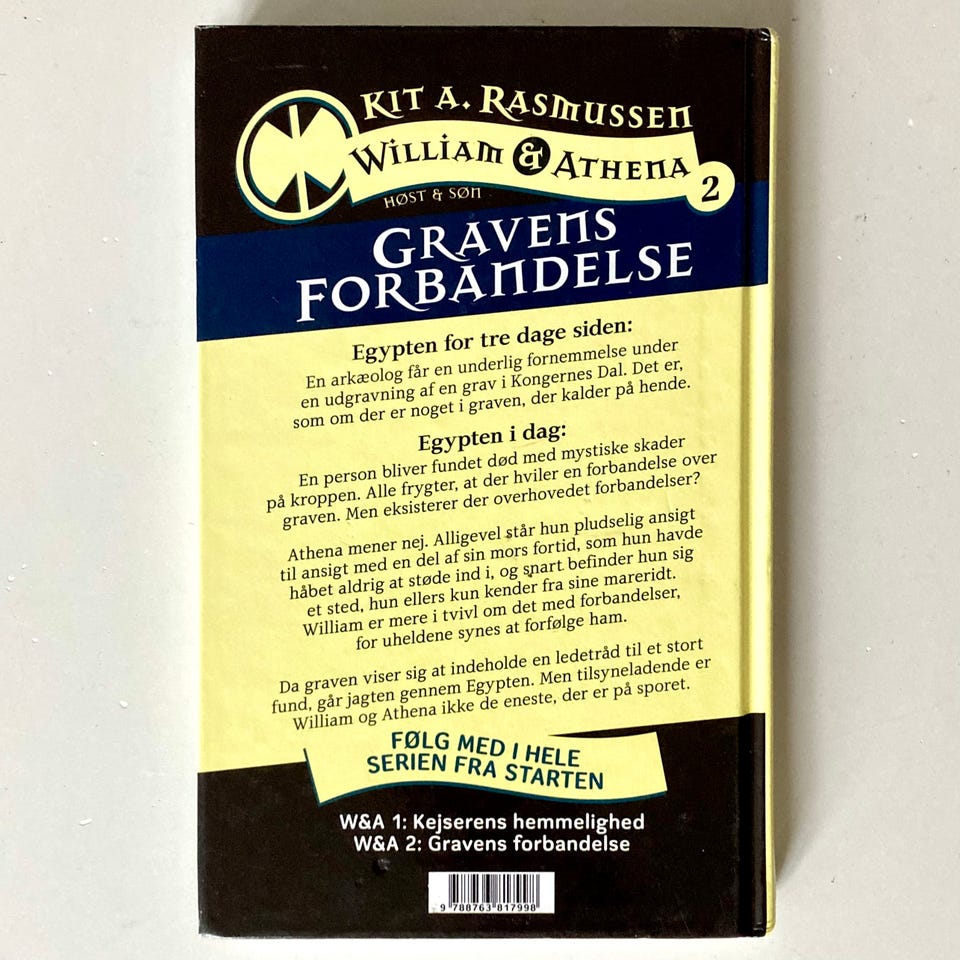 KIT A. RASMUSSEN
WILLIAM & ATHENA
2
HØST & SØN
GRAVENS
FORBANDELSE
Egypten for tre dage siden:
En arkæolog får en underlig fornemmelse under
en udgravning af en grav i Kongernes Dal. Det er,
som om der er noget i graven, der kalder på hende.
Egypten i dag:
En person bliver fundet død med mystiske skader
på kroppen. Alle frygter, at der hviler en forbandelse over
graven. Men eksisterer der overhovedet forbandelser?
Athena mener nej. Alligevel står hun pludselig ansigt
til ansigt med en del af sin mors fortid, som hun havde
håbet aldrig at støde ind i, og snart befinder hun sig
et sted, hun ellers kun kender fra sine mareridt.
William er mere i tvivl om det med forbandelser,
for uheldene synes at forfølge ham.
Da graven viser sig at indeholde en ledetråd til et stort
fund, går jagten gennem Egypten. Men tilsyneladende er
William og Athena ikke de eneste, der er på sporet.
FØLG MED I HELE
SERIEN FRA STARTEN
W&A 1: Kejserens hemmelighed
W&A 2: Gravens forbandelse
9 788763 817998